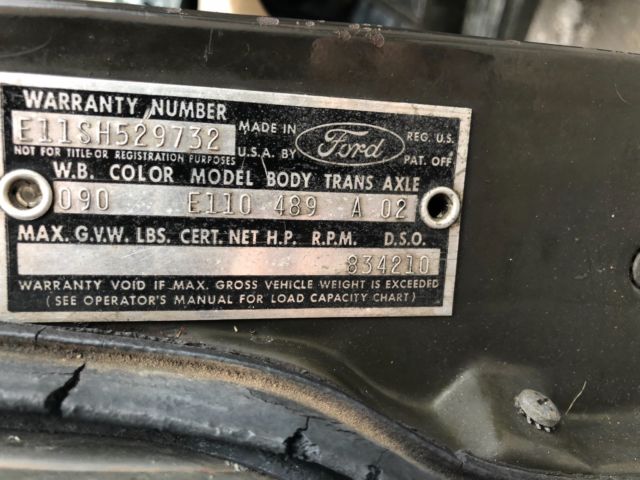 WARRANTY NUMBER
E11SH529732 MADE IN Ford REG. U.S.
NOT FOR TITLE OR REGISTRATION PURPOSES U.S.A. BY PAT. OFF
W.B. COLOR MODEL BODY TRANS AXLE
090 E110 489 A 02
MAX. G.V.W. LBS. CERT. NET H.P. R.P.M. D.S.O.
834210
WARRANTY VOID IF MAX. GROSS VEHICLE WEIGHT IS EXCEEDED
(SEE OPERATOR'S MANUAL FOR LOAD CAPACITY CHART)